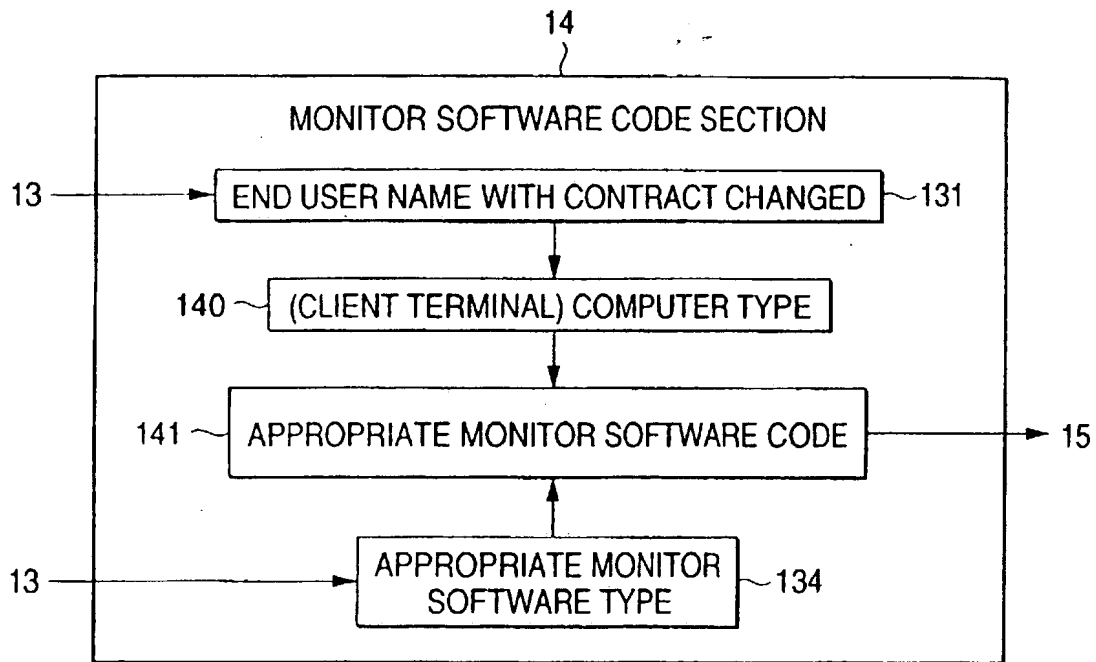 14
MONITOR SOFTWARE CODE SECTION
13
END USER NAME WITH CONTRACT CHANGED
131
140
(CLIENT TERMINAL) COMPUTER TYPE
141
APPROPRIATE MONITOR SOFTWARE CODE
15
13
APPROPRIATE MONITOR
SOFTWARE TYPE
134